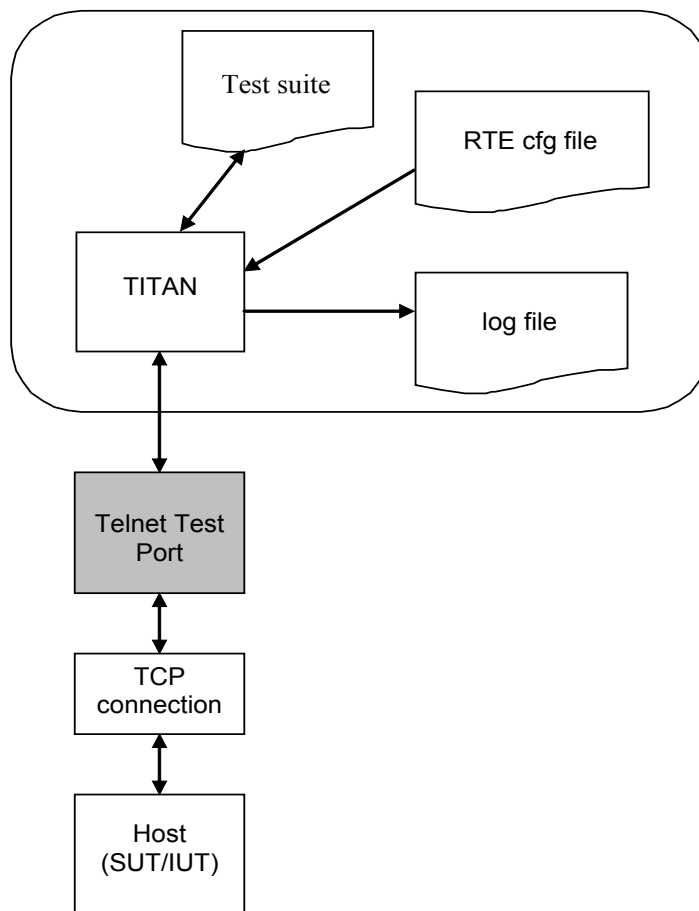 Test suite
RTE cfg file
TITAN
log file
Telnet Test
Port
TCP
connection
Host
(SUT/IUT)